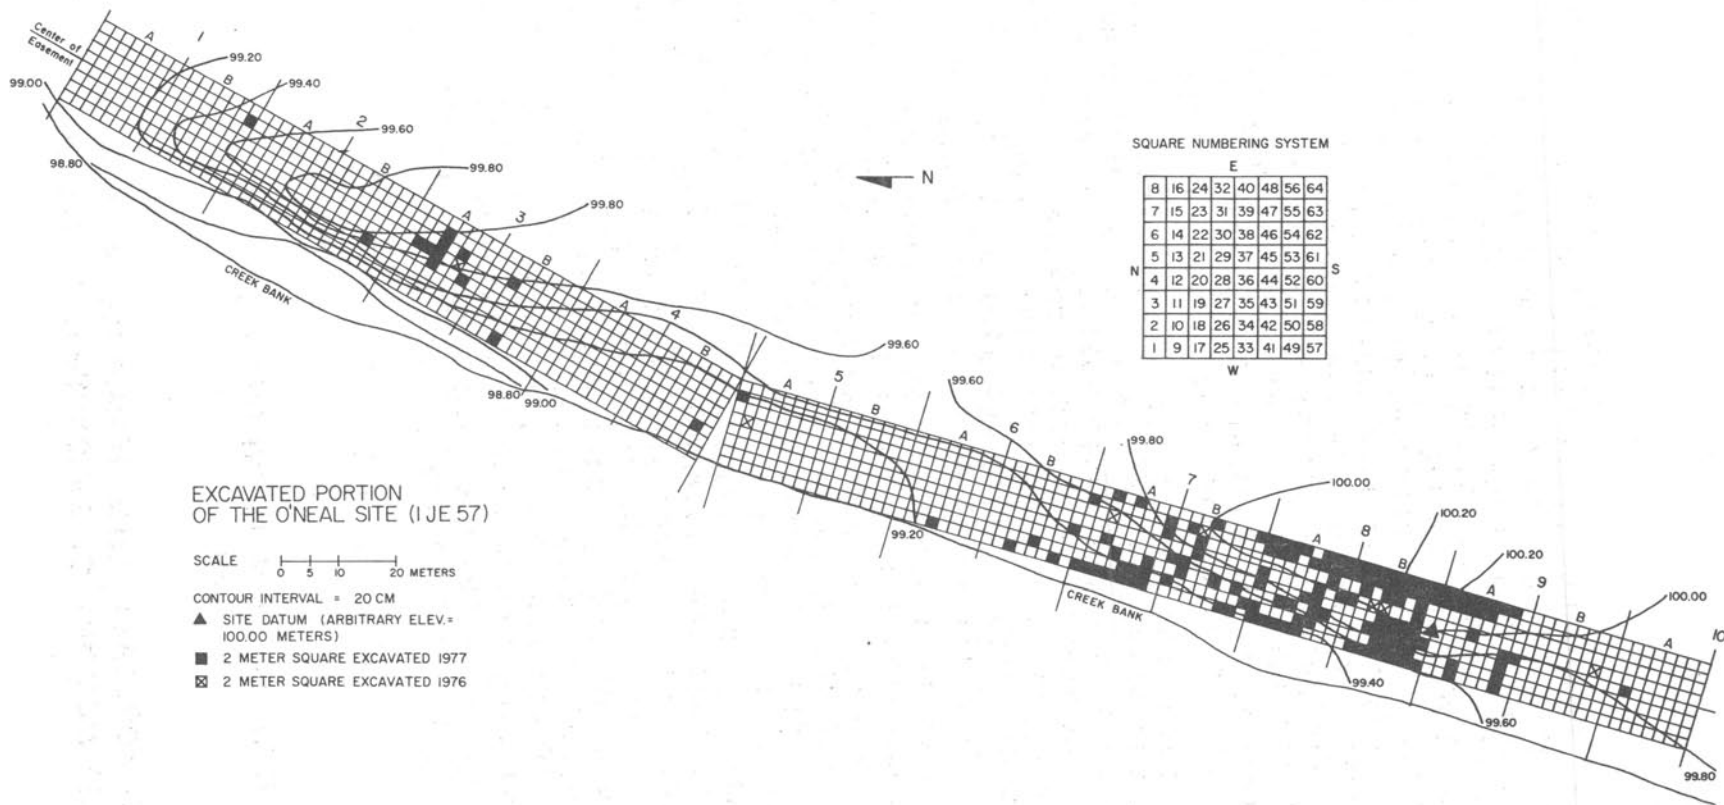 Center of
Easement
A
1
B
A
2
B
A
3
B
A
4
B
A
5
B
A
6
B
A
7
B
A
8
B
A
9
B
A
10
99.00
98.80
99.20
99.40
99.60
99.80
99.80
CREEK BANK
98.80
99.00
99.60
99.60
99.20
99.80
100.00
100.20
100.20
100.00
99.40
99.60
99.80
CREEK BANK
N
SQUARE NUMBERING SYSTEM
E
8 16 24 32 40 48 56 64
7 15 23 31 39 47 55 63
6 14 22 30 38 46 54 62
5 13 21 29 37 45 53 61
N S
4 12 20 28 36 44 52 60
3 11 19 27 35 43 51 59
2 10 18 26 34 42 50 58
1 9 17 25 33 41 49 57
W
EXCAVATED PORTION
OF THE O'NEAL SITE (1 JE 57)
SCALE
0 5 10 20 METERS
CONTOUR INTERVAL = 20 CM
SITE DATUM (ARBITRARY ELEV.=
100.00 METERS)
2 METER SQUARE EXCAVATED 1977
2 METER SQUARE EXCAVATED 1976